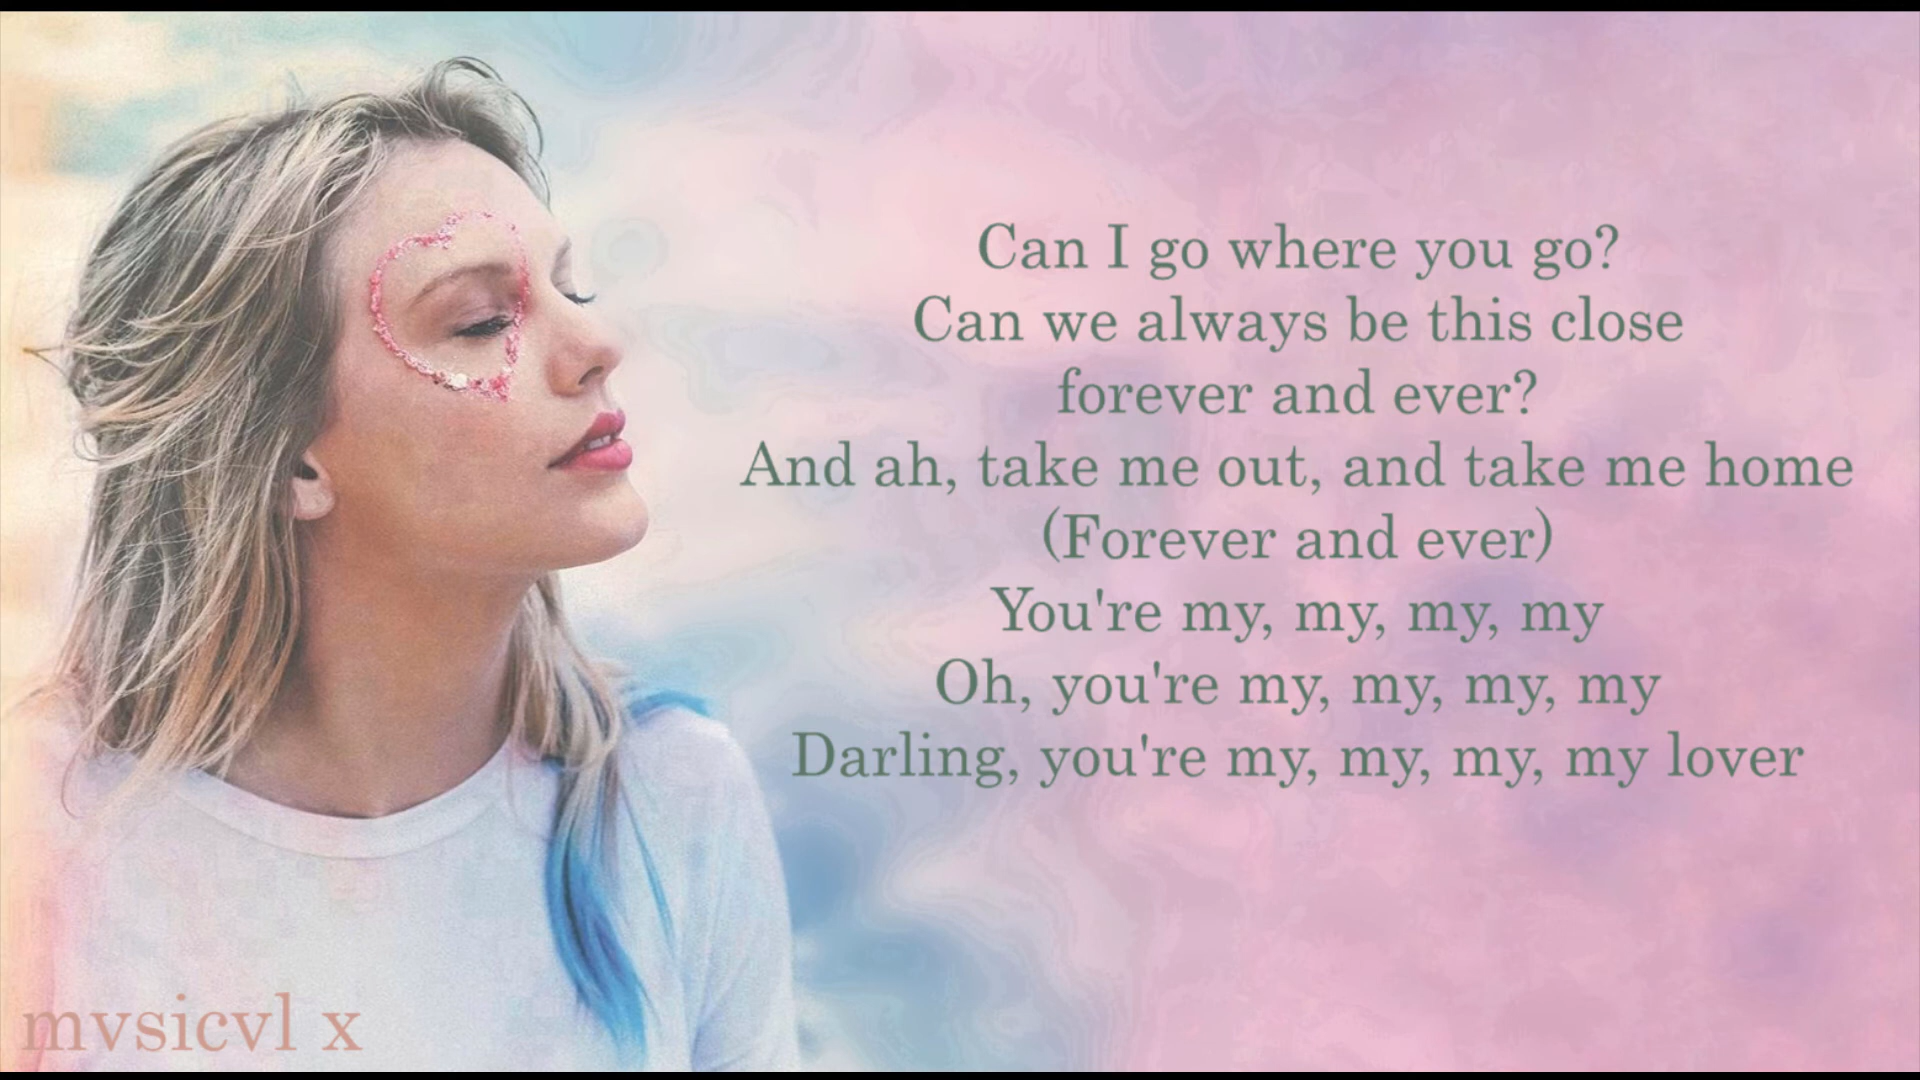 Can I go where you go?
Can we always be this close
forever and ever?
And ah, take me out, and take me home
(Forever and ever)
You're my, my, my, my
Oh, you're my, my, my, my
Darling, you're my, my, my, my lover
mvsicvl x